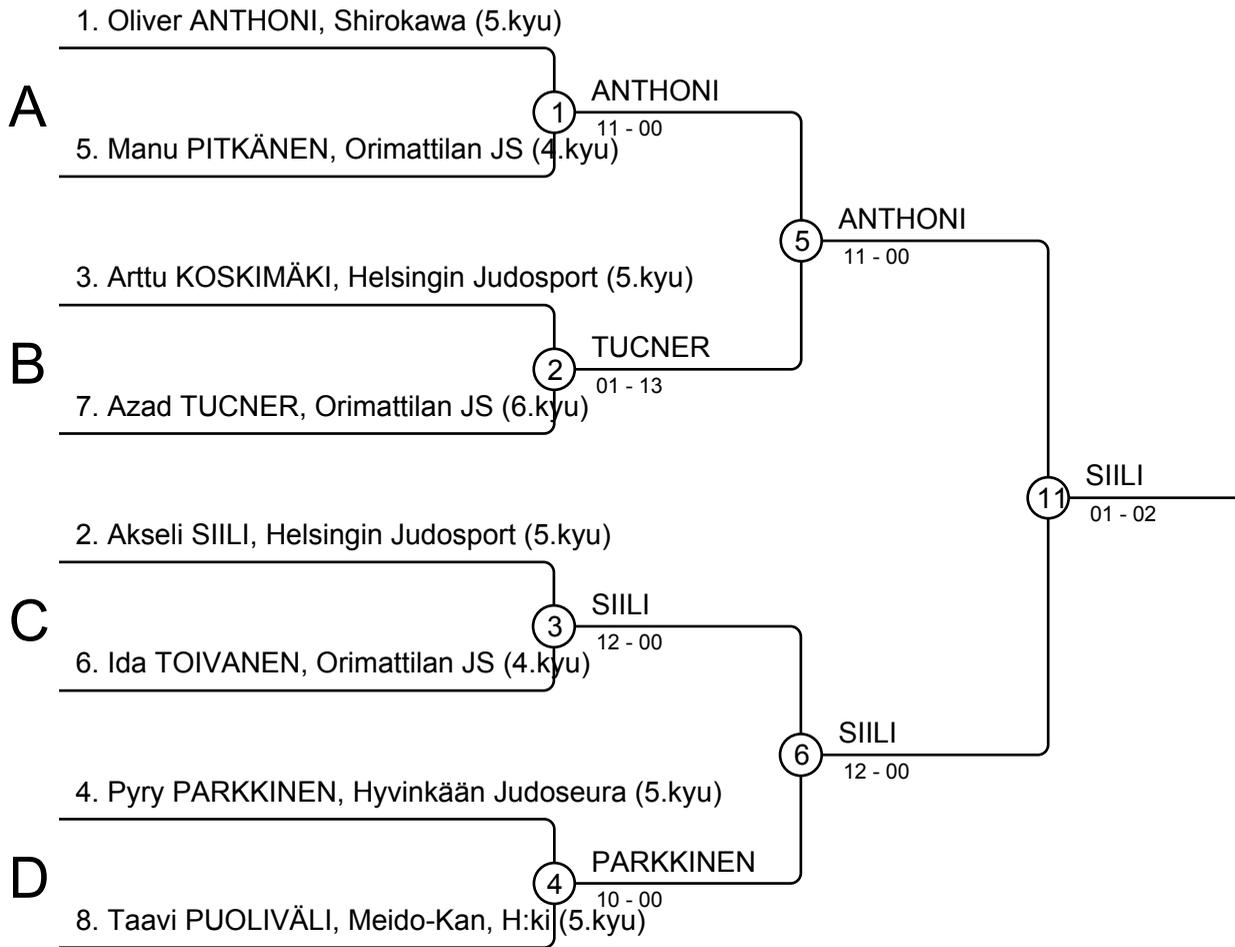 1. Oliver ANTHONI, Shirokawa (5.kyu)
A
1
ANTHONI
11 - 00
5. Manu PITKÄNEN, Orimattilan JS (4.kyu)
5
ANTHONI
11 - 00
3. Arttu KOSKIMÄKI, Helsingin Judosport (5.kyu)
B
2
TUCNER
01 - 13
7. Azad TUCNER, Orimattilan JS (6.kyu)
11
SIILI
01 - 02
2. Akseli SIILI, Helsingin Judosport (5.kyu)
C
3
SIILI
12 - 00
6. Ida TOIVANEN, Orimattilan JS (4.kyu)
6
SIILI
12 - 00
4. Pyry PARKKINEN, Hyvinkään Judoseura (5.kyu)
D
4
PARKKINEN
10 - 00
8. Taavi PUOLIVÄLI, Meido-Kan, H:ki (5.kyu)